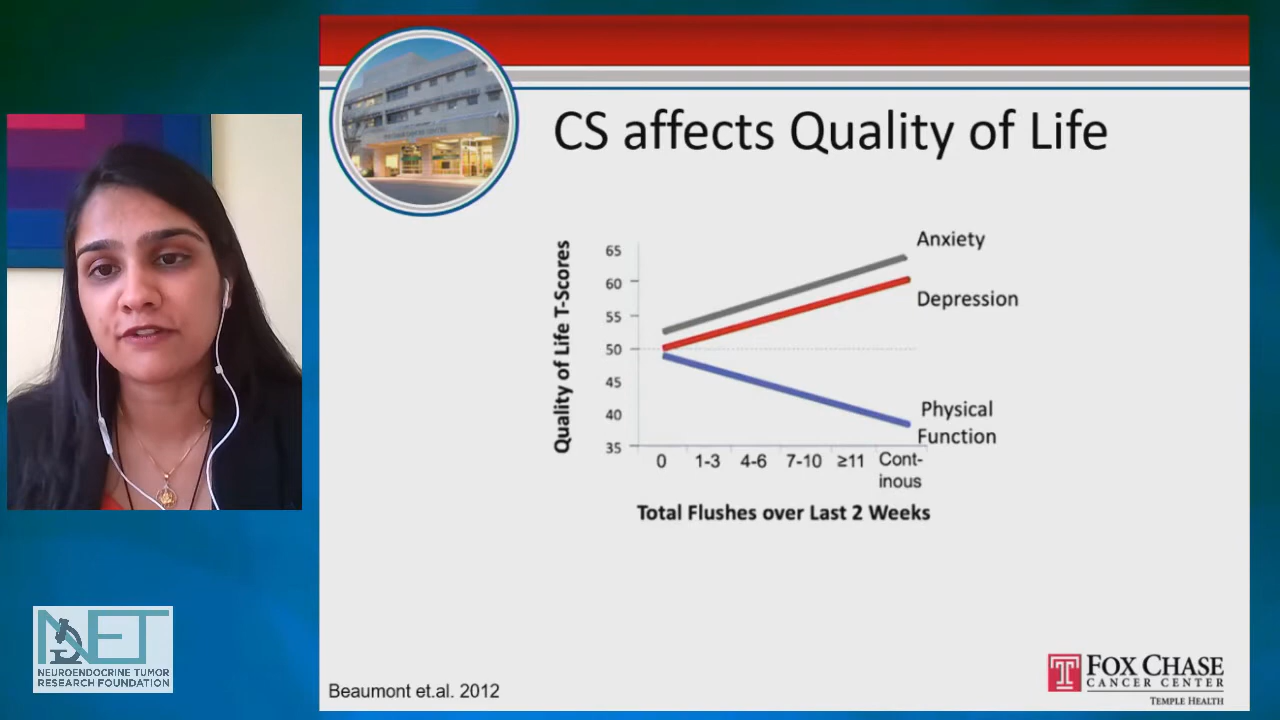 CS affects Quality of Life
Quality of Life T-Scores
65
60
55
50
45
40
35
Anxiety
Depression
Physical
Function
0 1-3 4-6 7-10 ≥11 Cont-
inous
Total Flushes over Last 2 Weeks
Beaumont et.al. 2012
NET
NEUROENDOCRINE TUMOR
RESEARCH FOUNDATION
FOX CHASE
CANCER CENTER
TEMPLE HEALTH